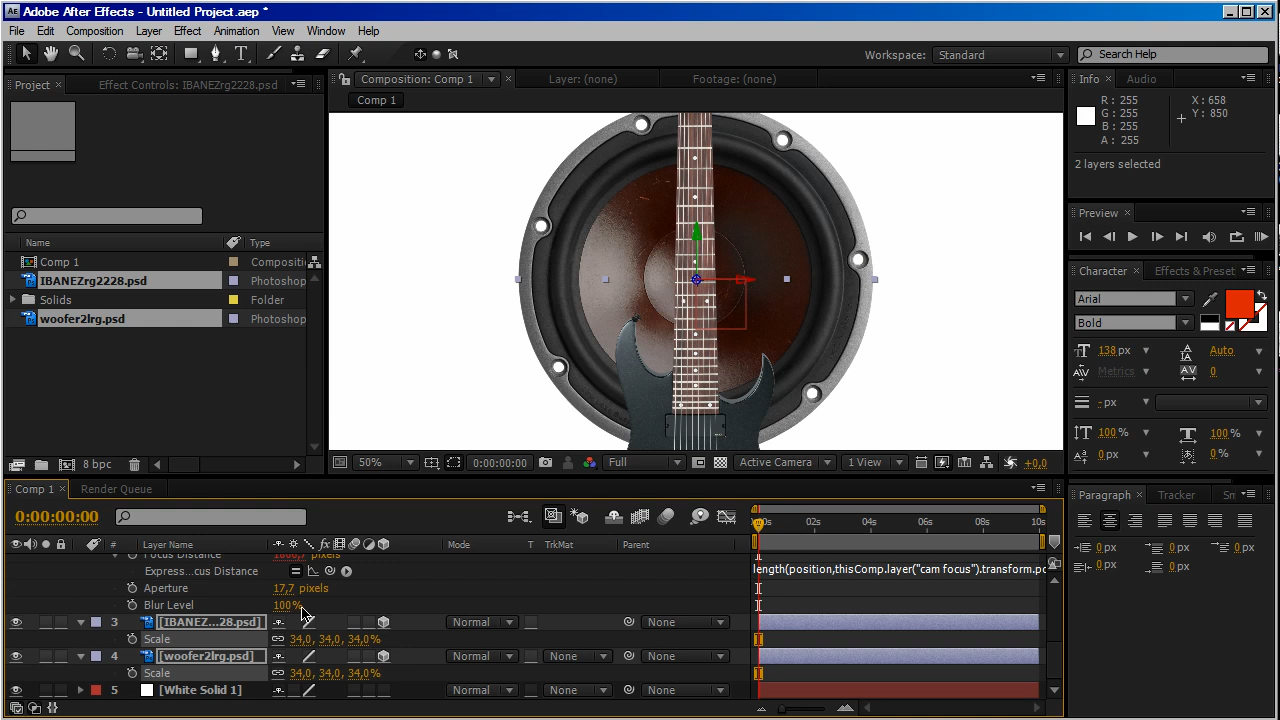 Adobe After Effects - Untitled Project.aep *
File Edit Composition Layer Effect Animation View Window Help
Workspace: Standard Search Help
Project Effect Controls: IBANEZrg2228.psd
Composition: Comp 1 Layer: (none) Footage: (none)
Info Audio
Comp 1
R : 255
G : 255
B : 255
A : 255
X : 658
Y : 850
2 layers selected
Preview
Name Type
Comp 1 Compositi
IBANEZrg2228.psd Photoshop
Solids Folder
woofer2lrg.psd Photoshop
8 bpc
Character Effects & Preset
Arial
Bold
138 px Auto
Metrics 0
- px
100 % 100 %
0 px 0 %
50% 0:00:00:00 Full Active Camera 1 View +0,0
Comp 1 Render Queue
Paragraph Tracker Sm
0 px 0 px
0 px 0 px
0:00:00:00
02s 04s 06s 08s 10s
# Layer Name Mode T TrkMat Parent
Focus Distance pixels
Express...cus Distance
length(position,thisComp.layer("cam focus").transform.po
Aperture 17,7 pixels
Blur Level 100%
3 [IBANEZ...28.psd] Normal None
Scale 34,0, 34,0, 34,0%
4 [woofer2lrg.psd] Normal None None
Scale 34,0, 34,0, 34,0%
5 [White Solid 1] Normal None None